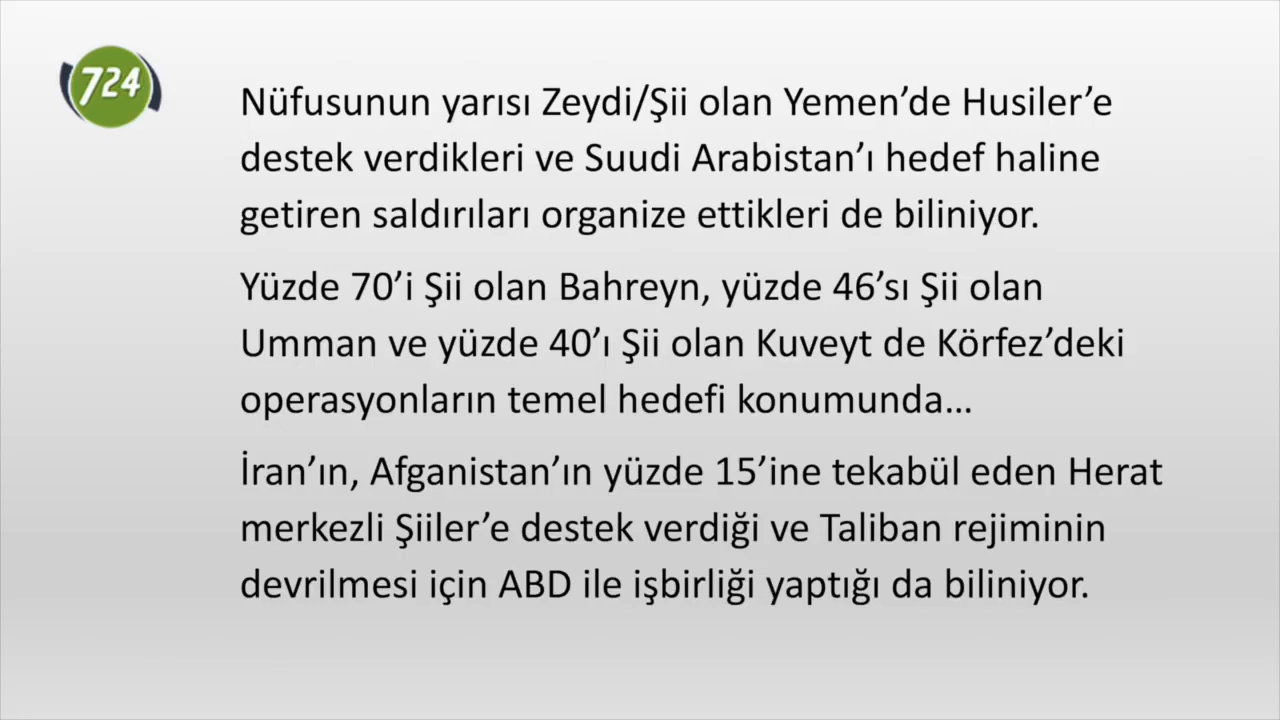 724
Nüfusunun yarısı Zeydi/Şii olan Yemen’de Husiler’e
destek verdikleri ve Suudi Arabistan’ı hedef haline
getiren saldırıları organize ettikleri de biliniyor.
Yüzde 70’i Şii olan Bahreyn, yüzde 46’sı Şii olan
Umman ve yüzde 40’ı Şii olan Kuveyt de Körfez’deki
operasyonların temel hedefi konumunda…
İran’ın, Afganistan’ın yüzde 15’ine tekabül eden Herat
merkezli Şiiler’e destek verdiği ve Taliban rejiminin
devrilmesi için ABD ile işbirliği yaptığı da biliniyor.